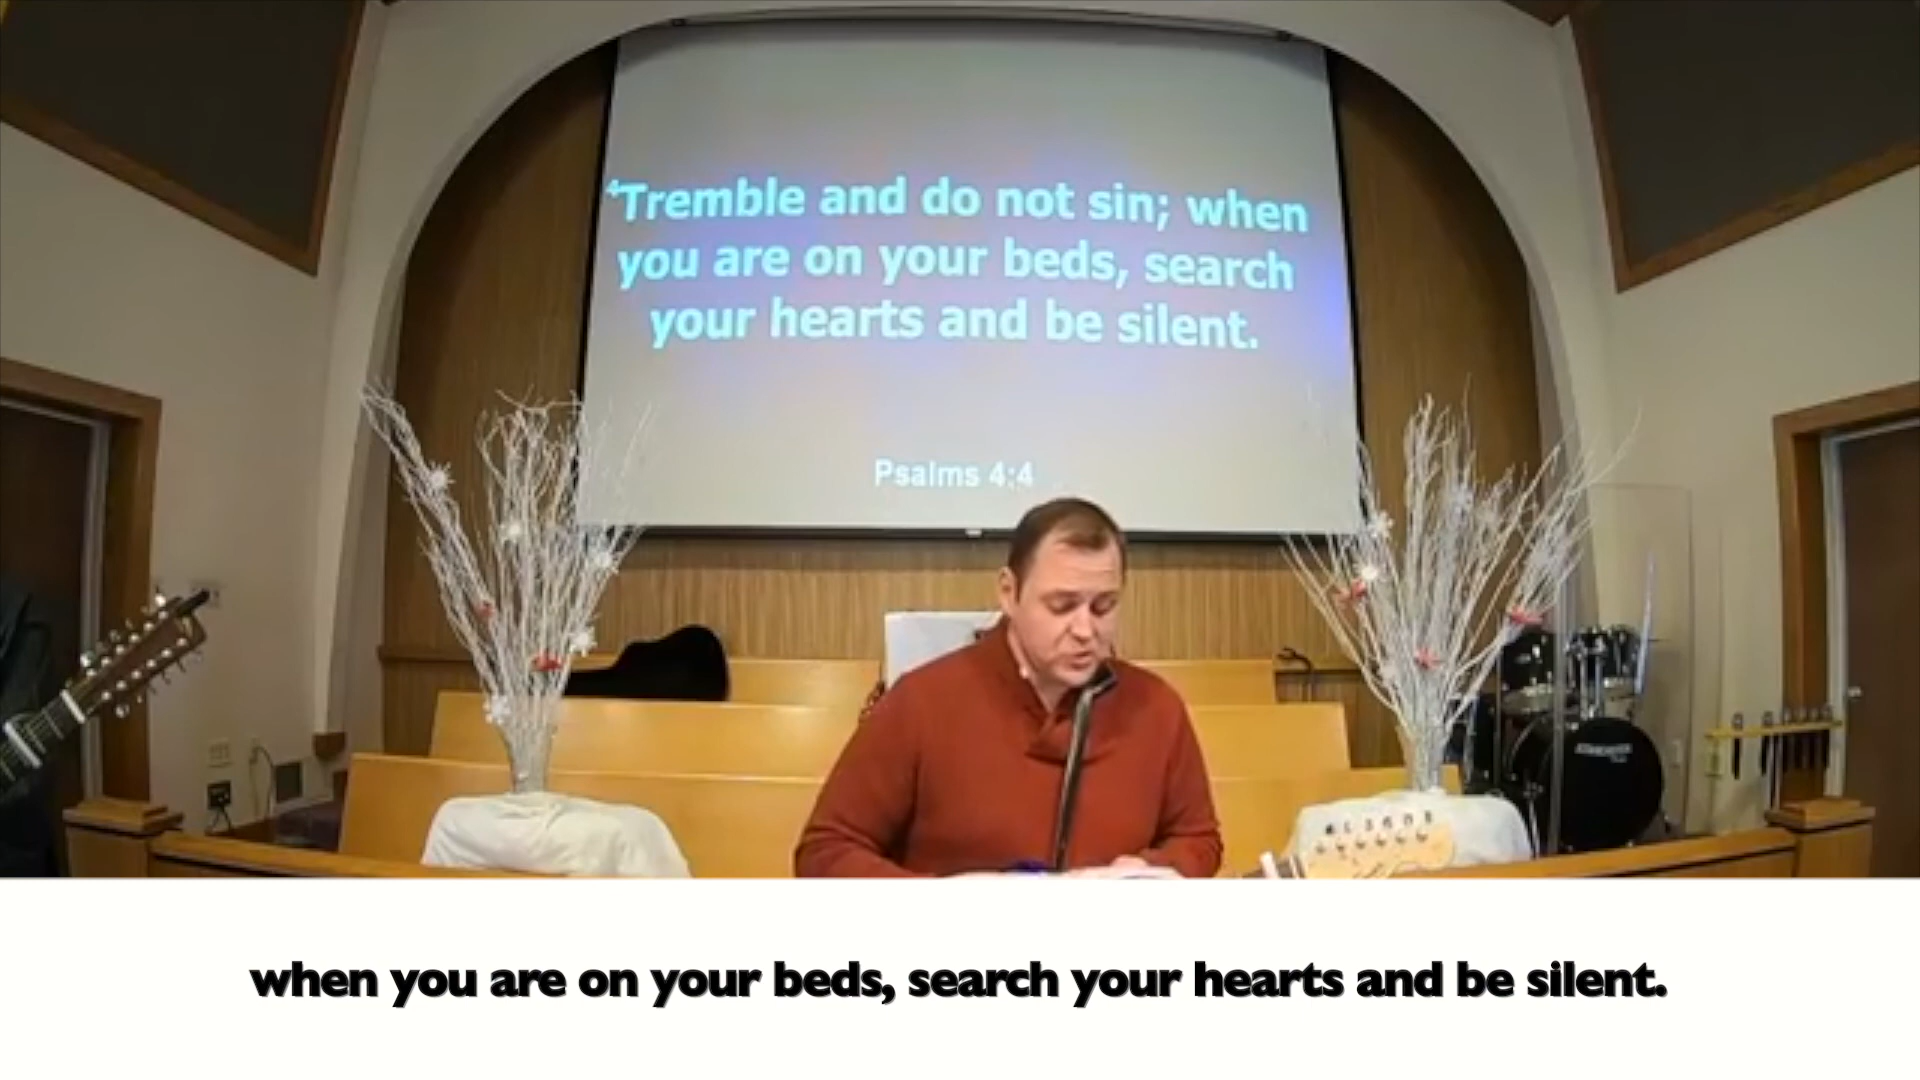 ⁴Tremble and do not sin; when
you are on your beds, search
your hearts and be silent.
Psalms 4:4
when you are on your beds, search your hearts and be silent.